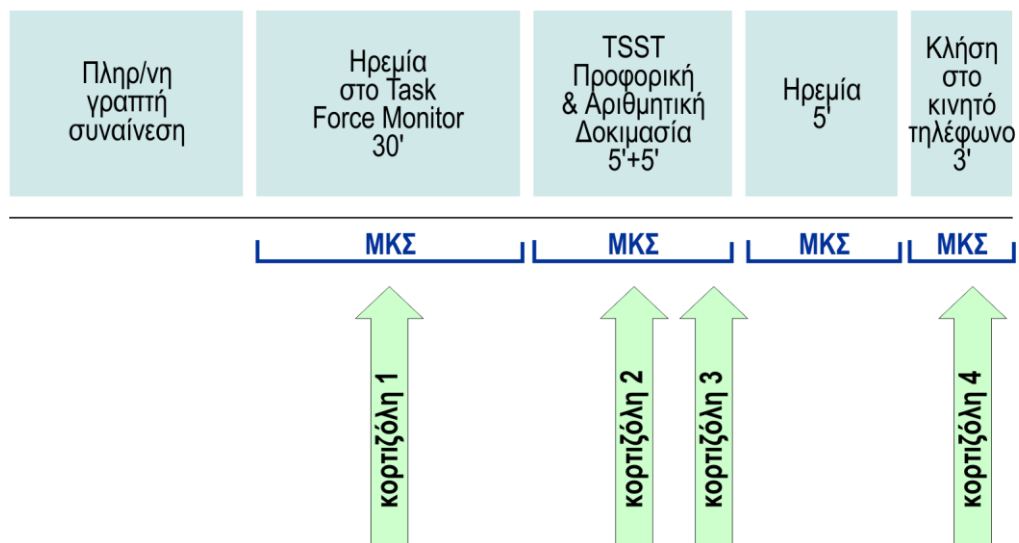 Πληρ/νη
γραπτή
συναίνεση
Ηρεμία
στο Task
Force Monitor
30'
TSST
Προφορική
& Αριθμητική
Δοκιμασία
5'+5'
Ηρεμία
5'
Κλήση
στο
κινητό
τηλέφωνο
3'
ΜΚΣ
ΜΚΣ
ΜΚΣ
ΜΚΣ
κορτιζόλη 1
κορτιζόλη 2
κορτιζόλη 3
κορτιζόλη 4